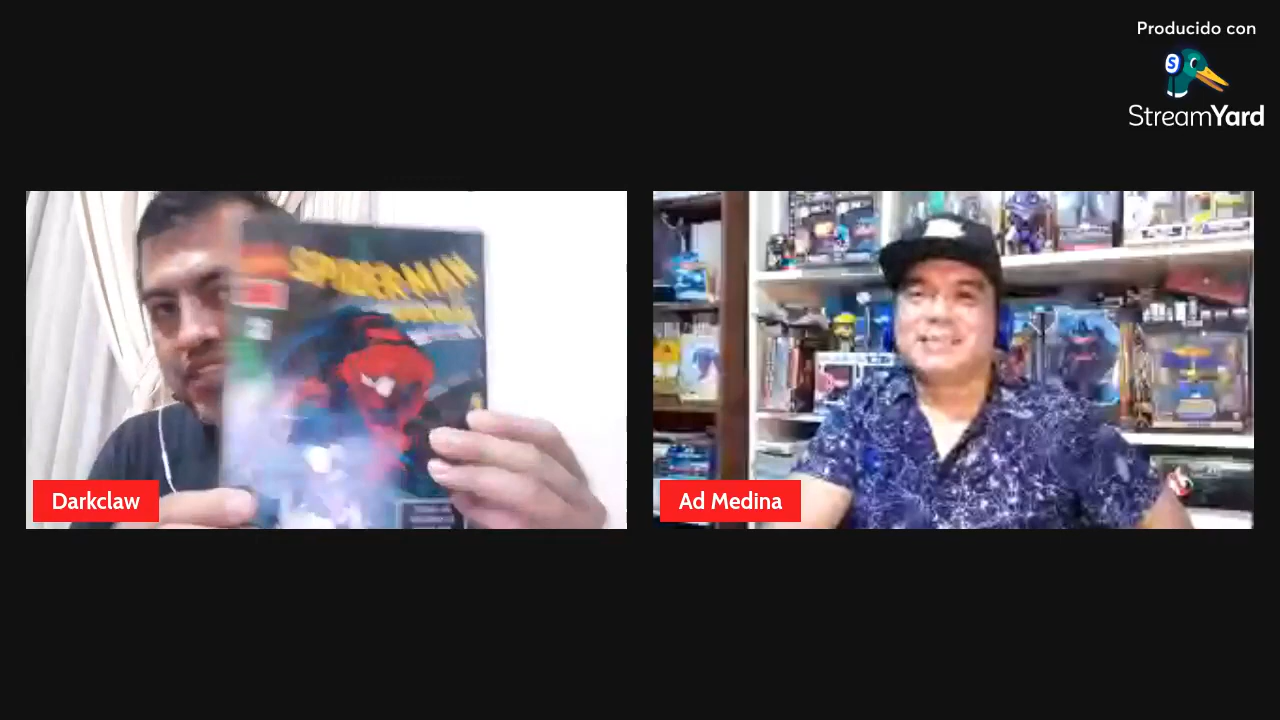 Producido con
StreamYard
SPIDER-MAN
Darkclaw
Ad Medina